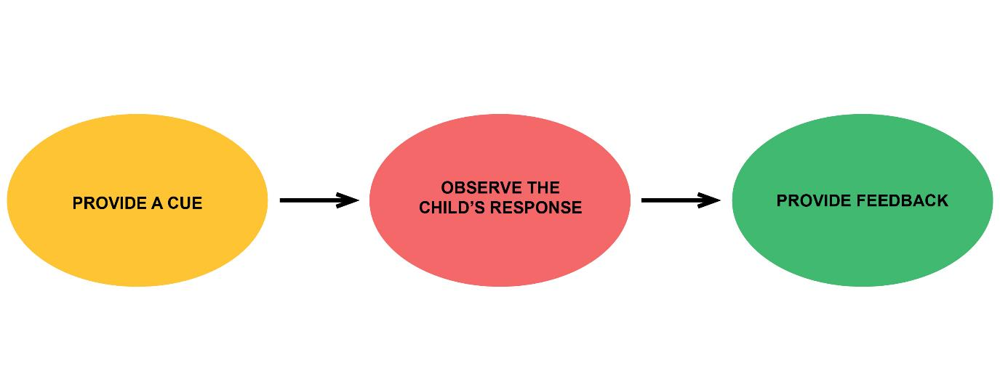 PROVIDE A CUE
OBSERVE THE
CHILD’S RESPONSE
PROVIDE FEEDBACK